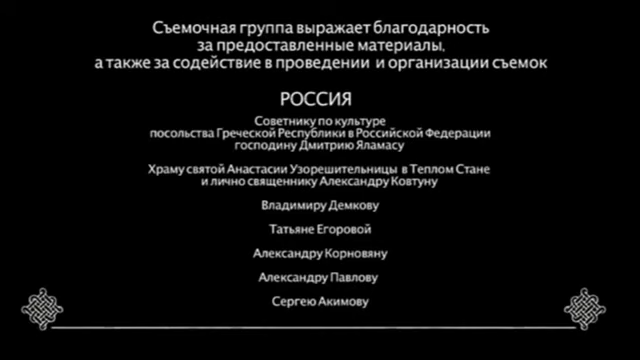 Съемочная группа выражает благодарность
за предоставленные материалы,
а также за содействие в проведении и организации съемок
РОССИЯ
Советнику по культуре
посольства Греческой Республики в Российской Федерации
господину Дмитрию Яламасу
Храму святой Анастасии Узорешительницы в Теплом Стане
и лично священнику Александру Ковтуну
Владимиру Демкову
Татьяне Егоровой
Александру Корновяну
Александру Павлову
Сергею Акимову